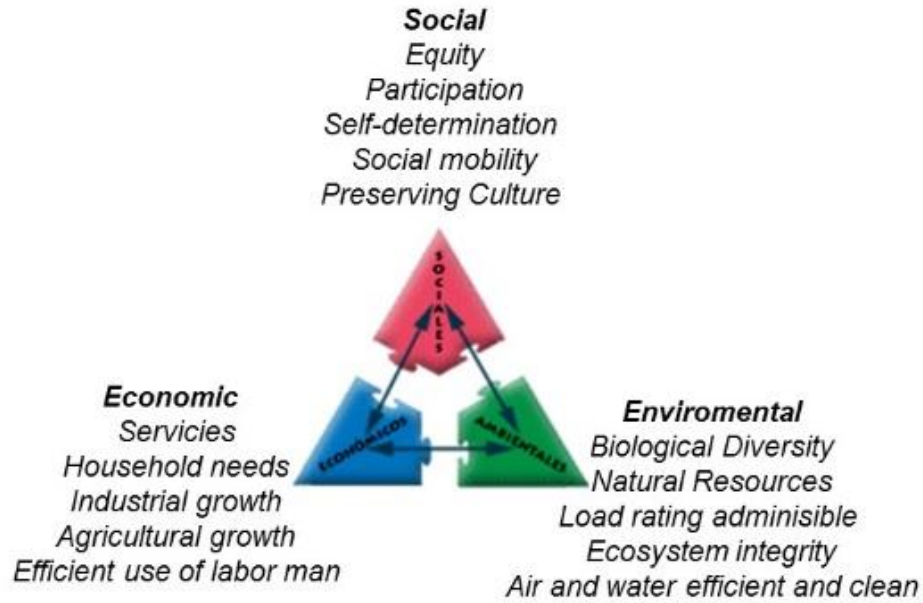 Social
Equity
Participation
Self-determination
Social mobility
Preserving Culture
SOCIALES
Economic
Servicies
Household needs
Industrial growth
Agricultural growth
Efficient use of labor man
ECONÓMICOS
AMBIENTALES
Enviromental
Biological Diversity
Natural Resources
Load rating adminisible
Ecosystem integrity
Air and water efficient and clean